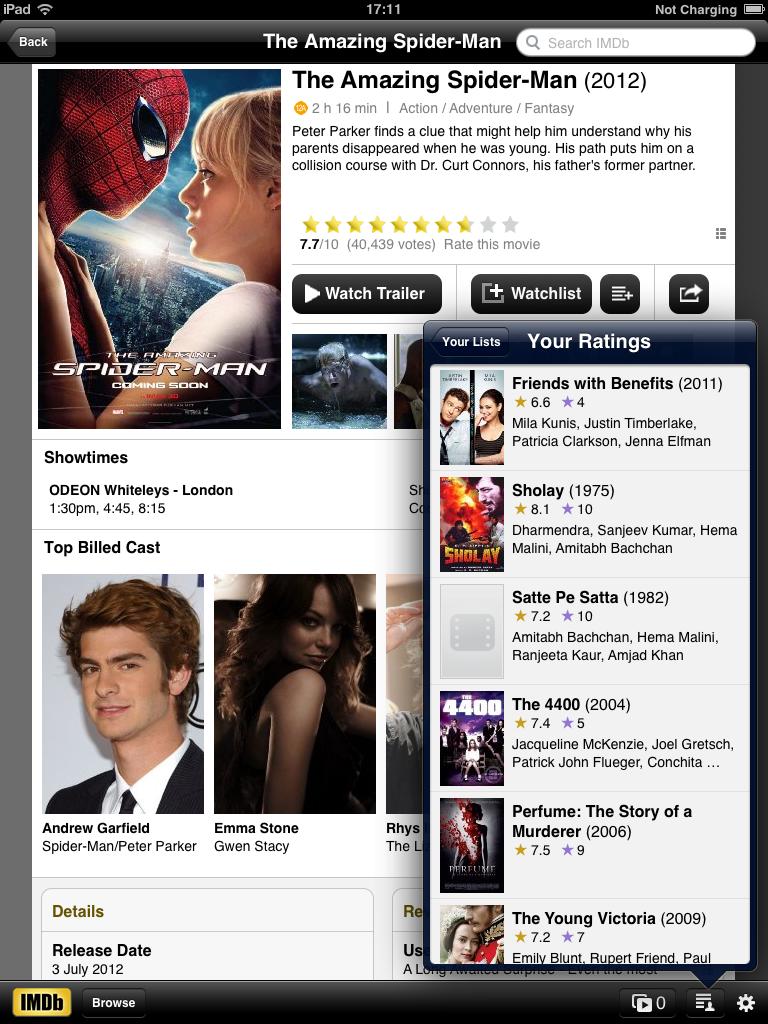 iPad 17:11 Not Charging
Back The Amazing Spider-Man Search IMDb
The Amazing Spider-Man (2012)
12A 2 h 16 min | Action / Adventure / Fantasy
Peter Parker finds a clue that might help him understand why his
parents disappeared when he was young. His path puts him on a
collision course with Dr. Curt Connors, his father's former partner.
7.7/10 (40,439 votes) Rate this movie
Watch Trailer Watchlist
THE AMAZING
SPIDER-MAN
COMING SOON
Showtimes
ODEON Whiteleys - London
1:30pm, 4:45, 8:15
Sh
Co
Top Billed Cast
Andrew Garfield
Spider-Man/Peter Parker
Emma Stone
Gwen Stacy
Rhys
The Li
Details
Release Date
3 July 2012
Re
Use
A Long Awaited Surprise - Even the most
Your Lists Your Ratings
JUSTIN TIMBERLAKE MILA KUNIS
Friends with Benefits (2011)
6.6 4
Mila Kunis, Justin Timberlake,
Patricia Clarkson, Jenna Elfman
SHOLAY
Sholay (1975)
8.1 10
Dharmendra, Sanjeev Kumar, Hema
Malini, Amitabh Bachchan
Satte Pe Satta (1982)
7.2 10
Amitabh Bachchan, Hema Malini,
Ranjeeta Kaur, Amjad Khan
THE
4400
The 4400 (2004)
7.4 5
Jacqueline McKenzie, Joel Gretsch,
Patrick John Flueger, Conchita …
PERFUME
Perfume: The Story of a
Murderer (2006)
7.5 9
The Young Victoria (2009)
7.2 7
Emily Blunt, Rupert Friend, Paul
IMDb Browse 0